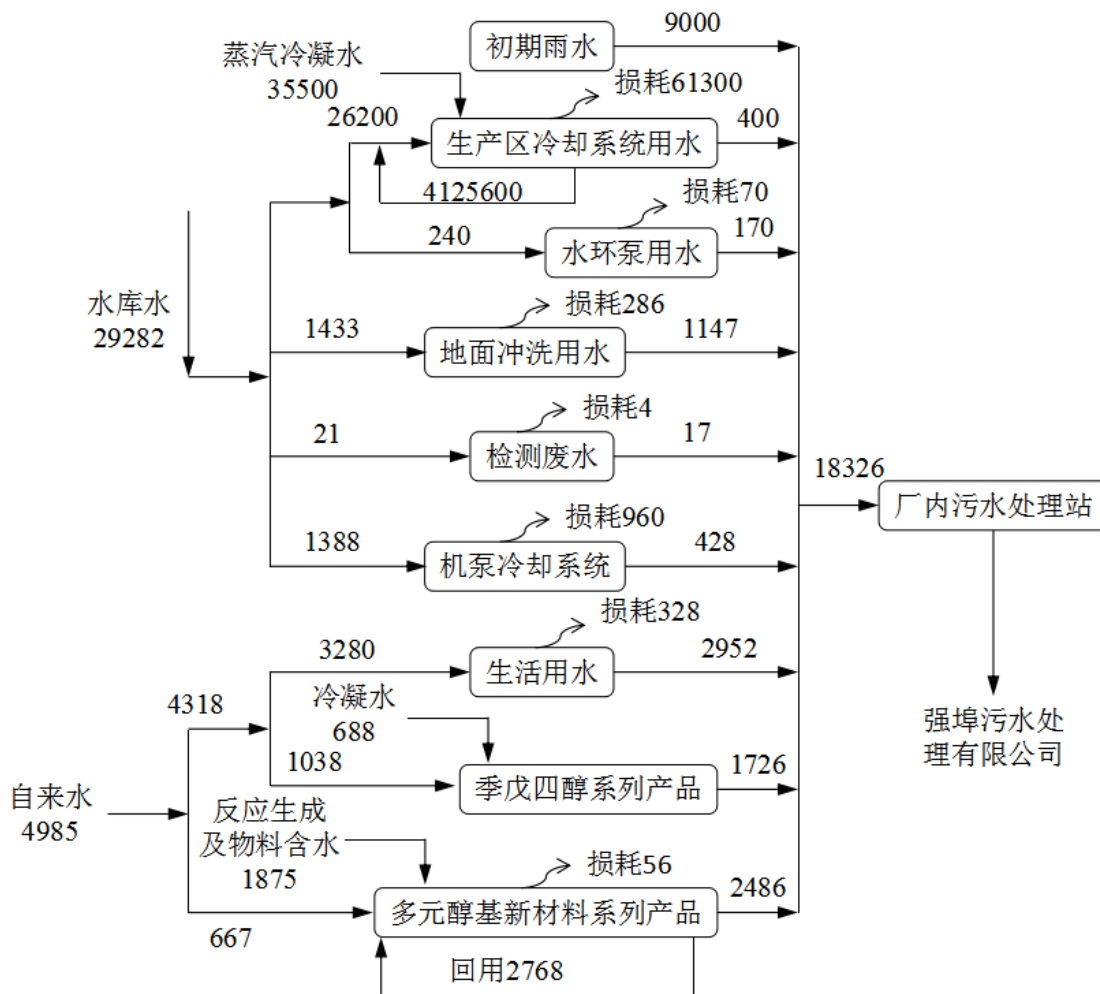 9000
初期雨水
蒸汽冷凝水
35500
损耗61300
26200
400
生产区冷却系统用水
4125600
损耗70
240
170
水环泵用水
水库水
29282
损耗286
1433
1147
地面冲洗用水
损耗4
21
17
检测废水
18326
厂内污水处理站
损耗960
1388
428
机泵冷却系统
损耗328
3280
2952
生活用水
4318
冷凝水
688
强埠污水处
理有限公司
1038
1726
季戊四醇系列产品
自来水
4985
反应生成
及物料含水
1875
损耗56
2486
多元醇基新材料系列产品
667
回用2768